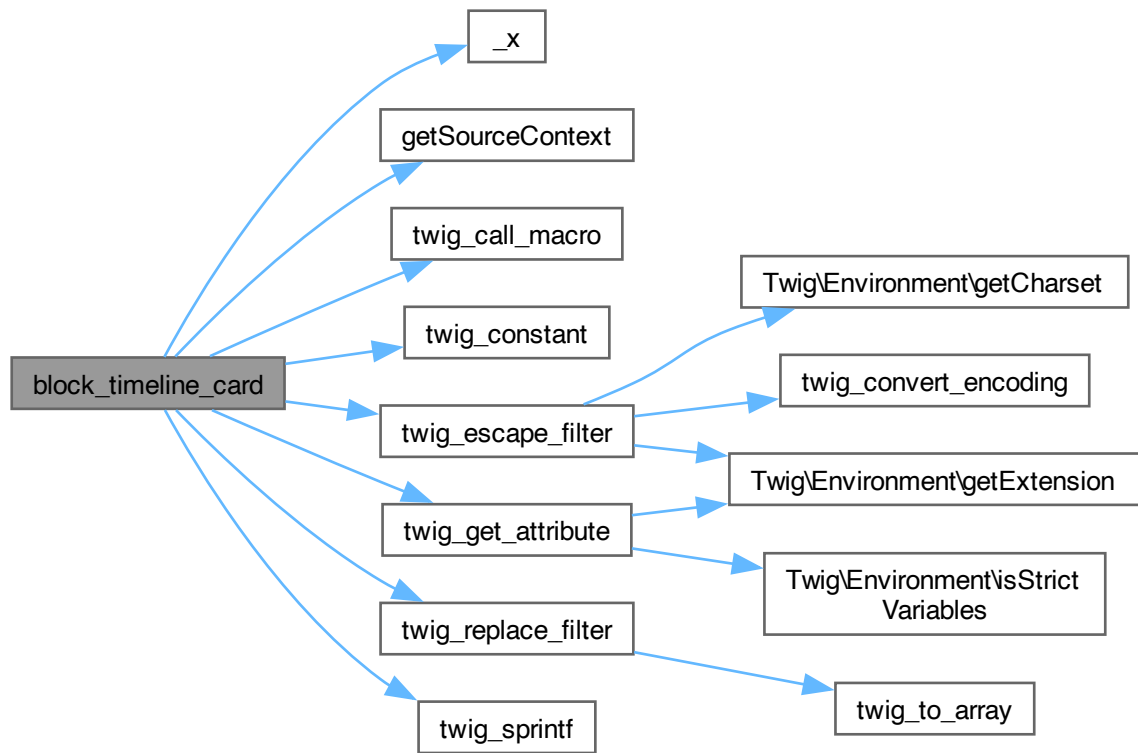 _x
getSourceContext
twig_call_macro
twig_constant
block_timeline_card
twig_escape_filter
twig_get_attribute
twig_replace_filter
twig_sprintf
Twig\Environment\getCharset
twig_convert_encoding
Twig\Environment\getExtension
Twig\Environment\isStrict
Variables
twig_to_array